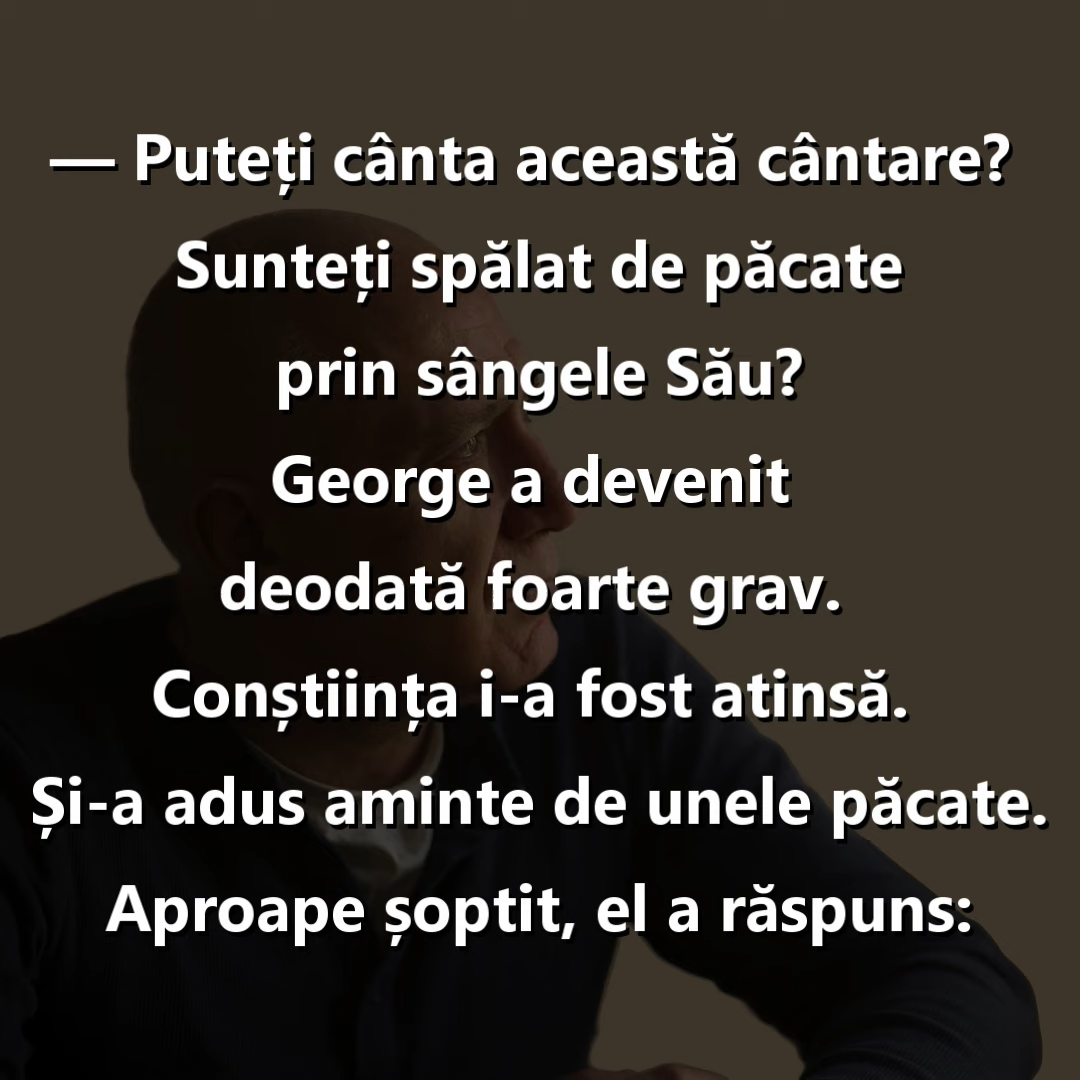 — Puteți cânta această cântare?
Sunteți spălat de păcate
prin sângele Său?
George a devenit
deodată foarte grav.
Conștiința i-a fost atinsă.
Și-a adus aminte de unele păcate.
Aproape șoptit, el a răspuns: